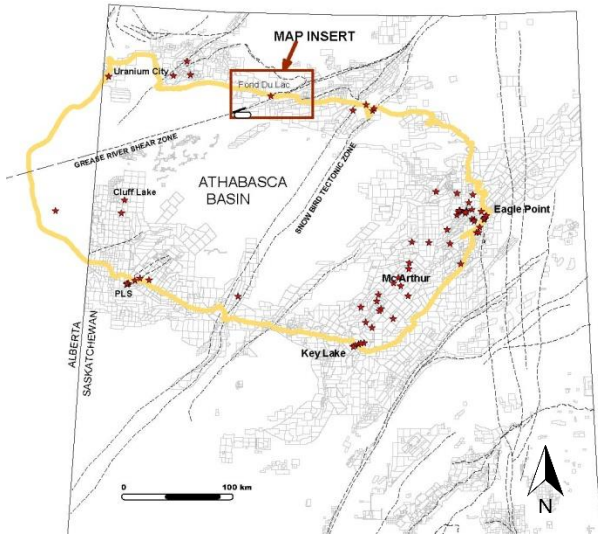 MAP INSERT
Uranium City
Fond Du Lac
GREASE RIVER SHEAR ZONE
Cluff Lake
ATHABASCA
BASIN
SNOW BIRD TECTONIC ZONE
Eagle Point
McArthur
PLS
Key Lake
ALBERTA
SASKATCHEWAN
0 100 km
N